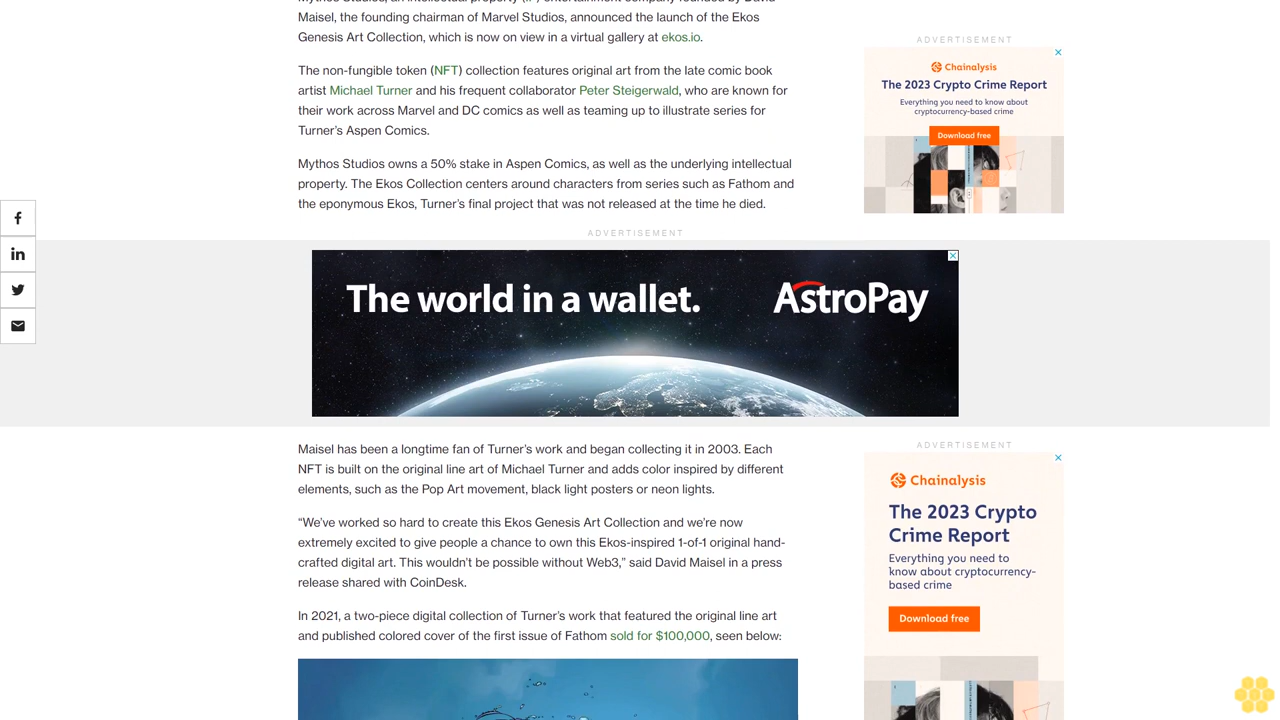 Mythos Studios, an intellectual property (IP) entertainment company founded by David
Maisel, the founding chairman of Marvel Studios, announced the launch of the Ekos
Genesis Art Collection, which is now on view in a virtual gallery at ekos.io.
The non-fungible token (NFT) collection features original art from the late comic book
artist Michael Turner and his frequent collaborator Peter Steigerwald, who are known for
their work across Marvel and DC comics as well as teaming up to illustrate series for
Turner’s Aspen Comics.
Mythos Studios owns a 50% stake in Aspen Comics, as well as the underlying intellectual
property. The Ekos Collection centers around characters from series such as Fathom and
the eponymous Ekos, Turner’s final project that was not released at the time he died.
ADVERTISEMENT
Chainalysis
The 2023 Crypto Crime Report
Everything you need to know about
cryptocurrency-based crime
Download free
ADVERTISEMENT
The world in a wallet.
AstroPay
Maisel has been a longtime fan of Turner’s work and began collecting it in 2003. Each
NFT is built on the original line art of Michael Turner and adds color inspired by different
elements, such as the Pop Art movement, black light posters or neon lights.
“We’ve worked so hard to create this Ekos Genesis Art Collection and we’re now
extremely excited to give people a chance to own this Ekos-inspired 1-of-1 original hand-
crafted digital art. This wouldn’t be possible without Web3,” said David Maisel in a press
release shared with CoinDesk.
In 2021, a two-piece digital collection of Turner’s work that featured the original line art
and published colored cover of the first issue of Fathom sold for $100,000, seen below:
ADVERTISEMENT
Chainalysis
The 2023 Crypto
Crime Report
Everything you need to
know about cryptocurrency-
based crime
Download free